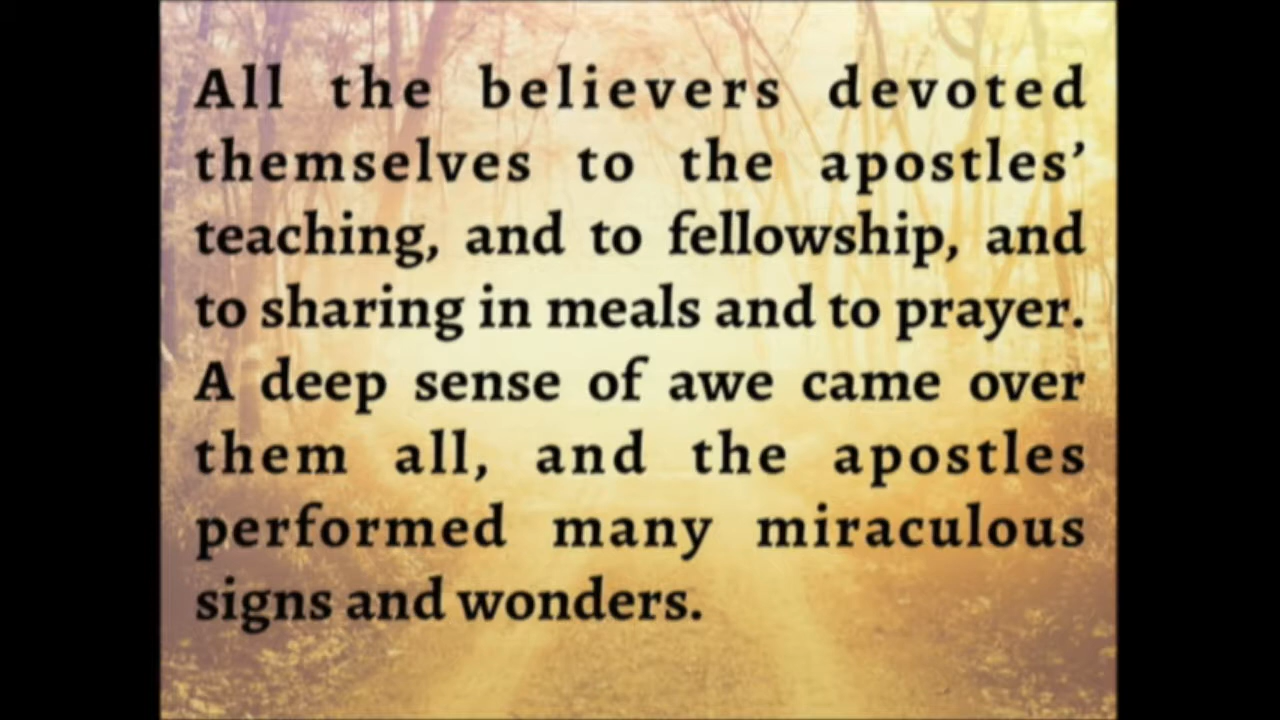 All the believers devoted
themselves to the apostles’
teaching, and to fellowship, and
to sharing in meals and to prayer.
A deep sense of awe came over
them all, and the apostles
performed many miraculous
signs and wonders.